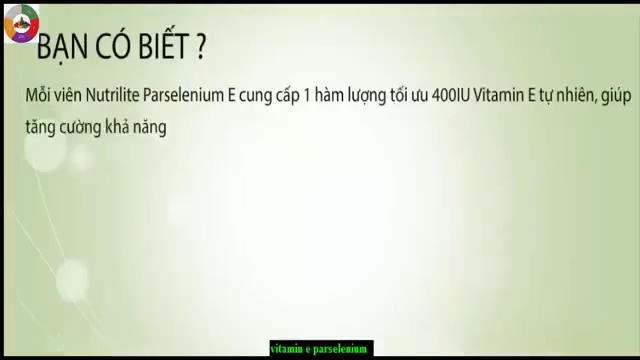 BẠN CÓ BIẾT ?
Mỗi viên Nutrilite Parselenium E cung cấp 1 hàm lượng tối ưu 400IU Vitamin E tự nhiên, giúp
tăng cường khả năng
vitamin e parselenium